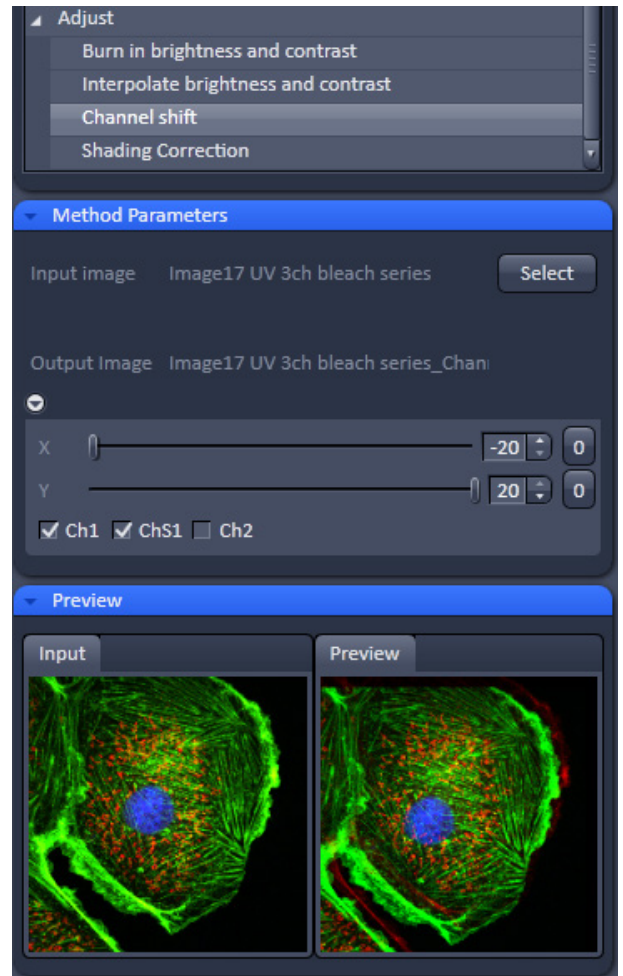 Adjust
Burn in brightness and contrast
Interpolate brightness and contrast
Channel shift
Shading Correction
Method Parameters
Input image Image17 UV 3ch bleach series Select
Output Image Image17 UV 3ch bleach series_Chan
X -20 0
Y 20 0
Ch1 ChS1 Ch2
Preview
Input Preview